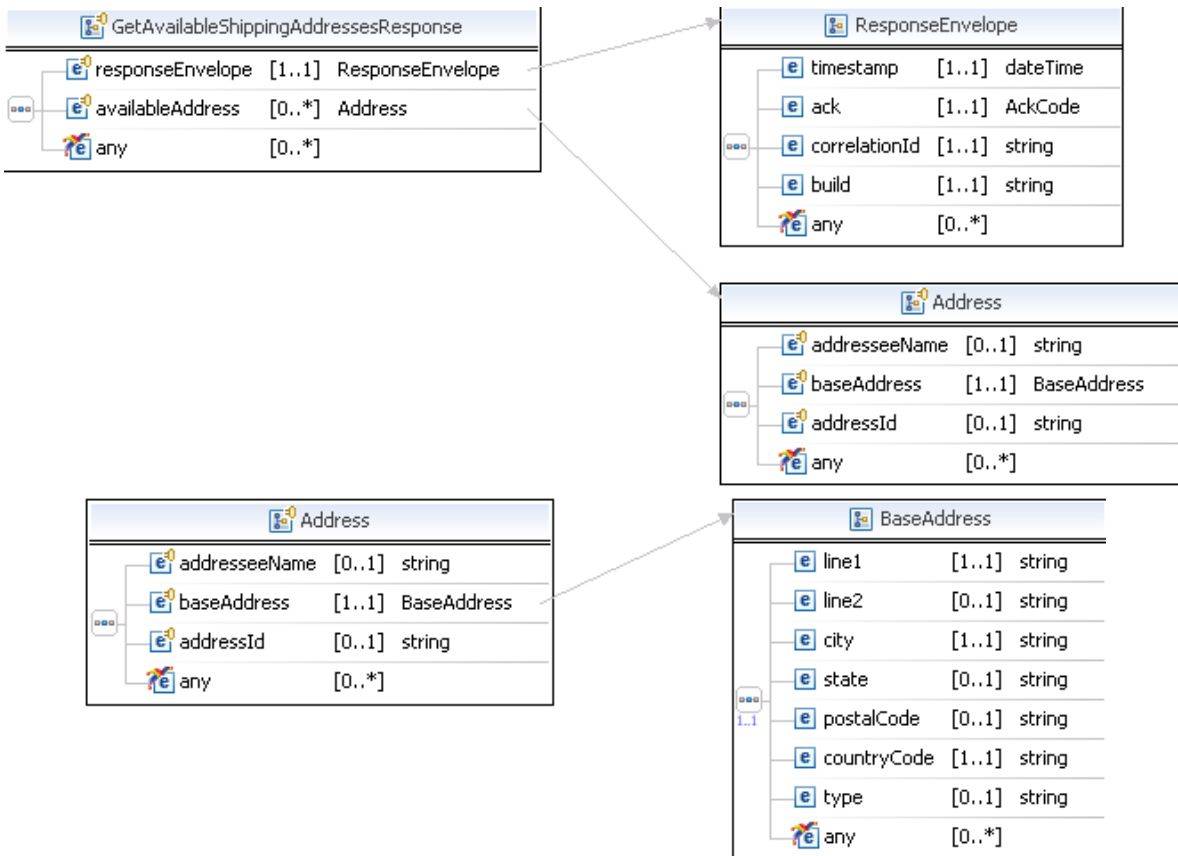 GetAvailableShippingAddressesResponse
responseEnvelope [1..1] ResponseEnvelope
availableAddress [0..*] Address
any [0..*]
ResponseEnvelope
timestamp [1..1] dateTime
ack [1..1] AckCode
correlationId [1..1] string
build [1..1] string
any [0..*]
Address
addresseeName [0..1] string
baseAddress [1..1] BaseAddress
addressId [0..1] string
any [0..*]
Address
addresseeName [0..1] string
baseAddress [1..1] BaseAddress
addressId [0..1] string
any [0..*]
BaseAddress
line1 [1..1] string
line2 [0..1] string
city [1..1] string
state [0..1] string
1..1
postalCode [0..1] string
countryCode [1..1] string
type [0..1] string
any [0..*]